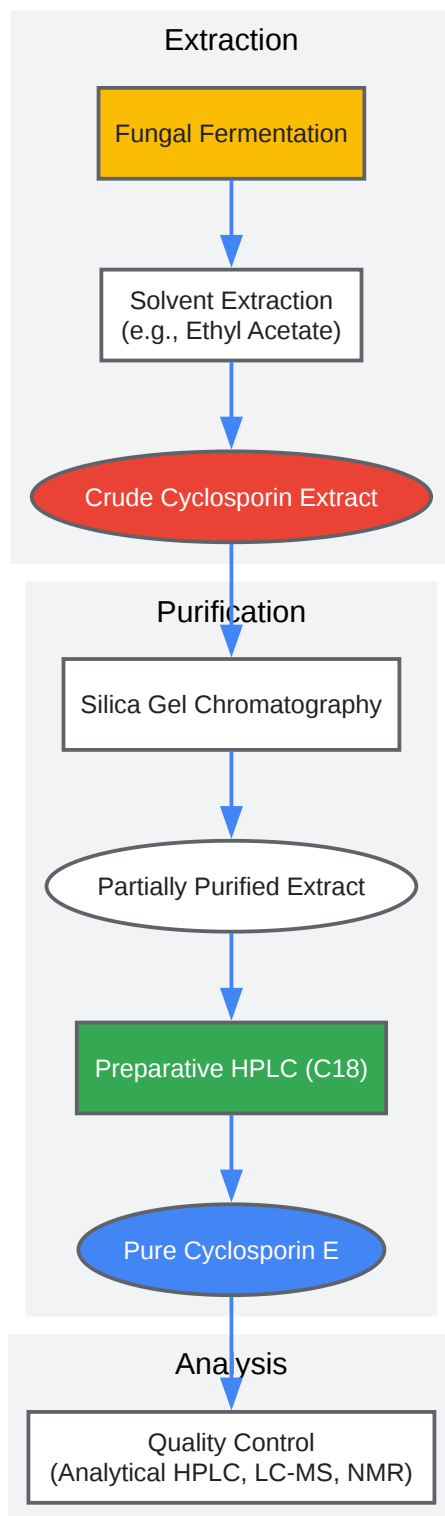 Extraction
Fungal Fermentation
Solvent Extraction
(e.g., Ethyl Acetate)
Crude Cyclosporin Extract
Purification
Silica Gel Chromatography
Partially Purified Extract
Preparative HPLC (C18)
Pure Cyclosporin E
Analysis
Quality Control
(Analytical HPLC, LC-MS, NMR)